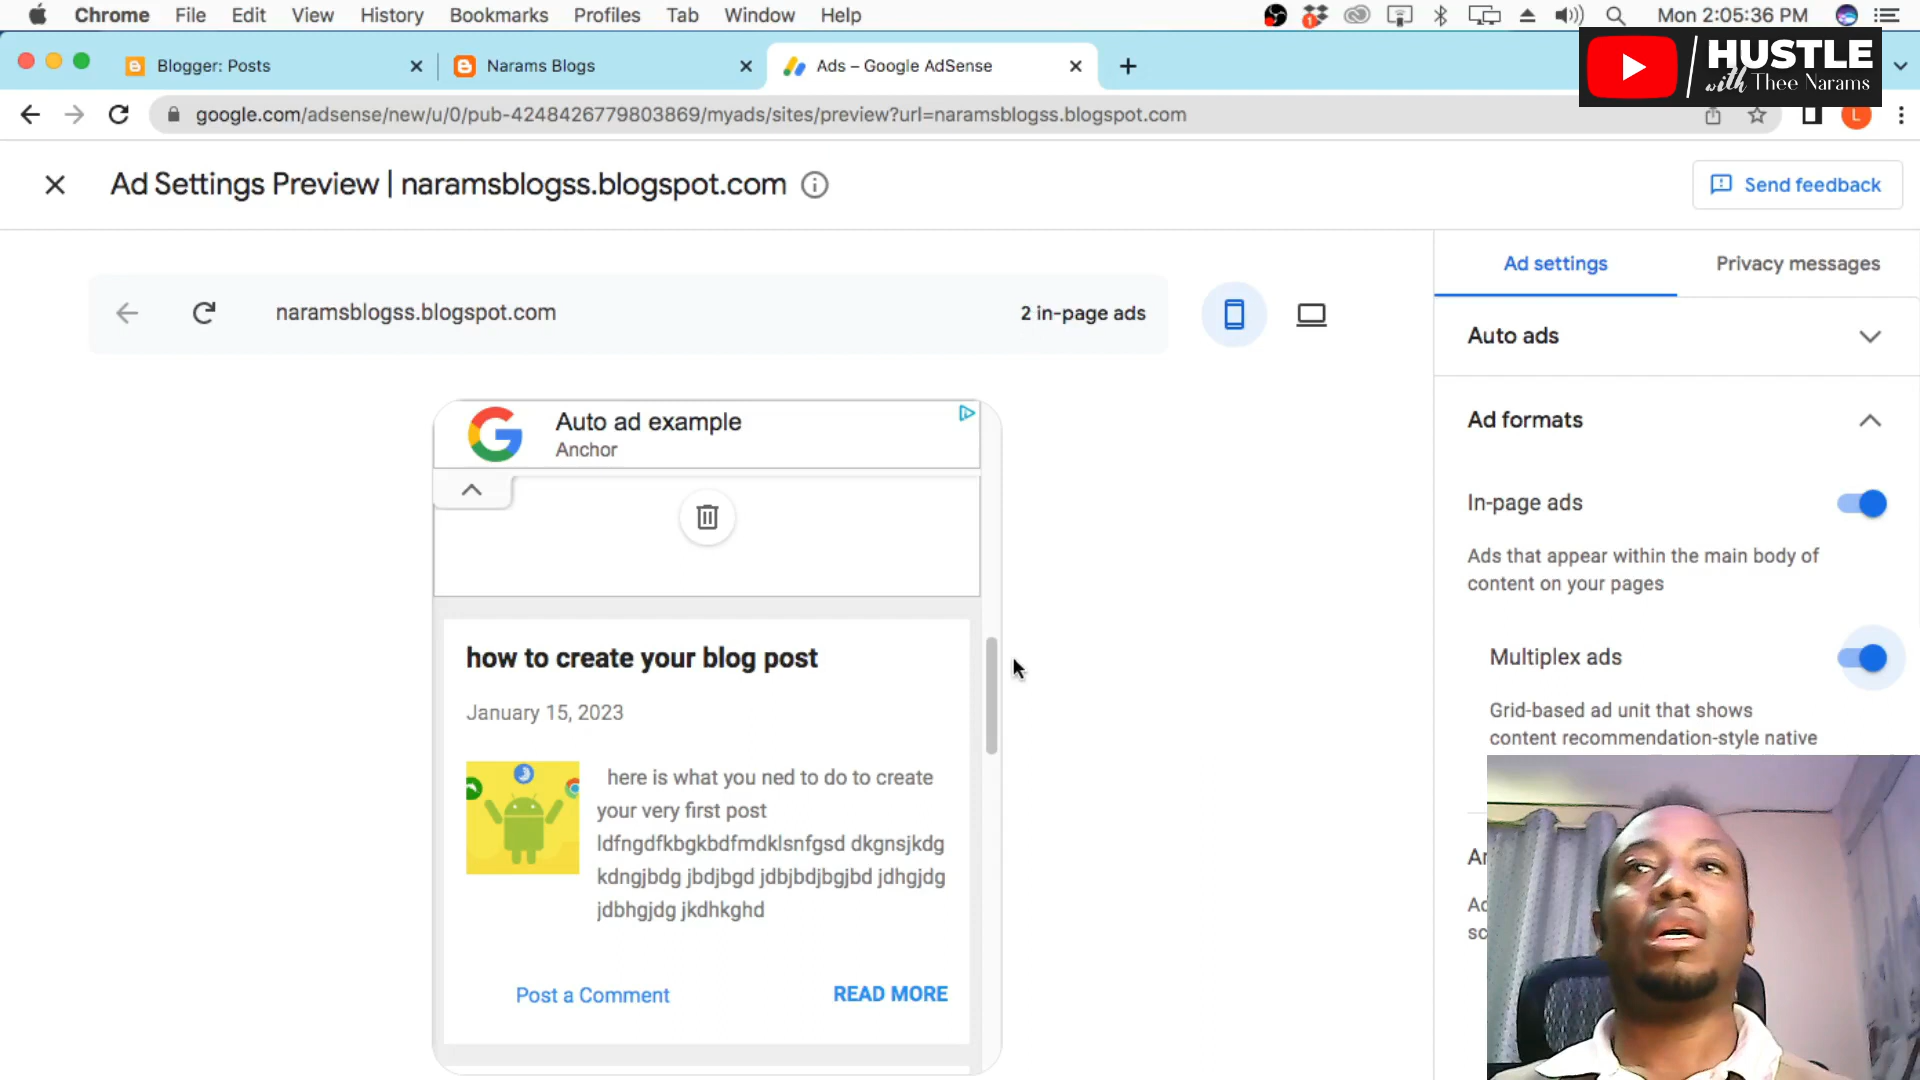 Chrome File Edit View History Bookmarks Profiles Tab Window Help
1
Mon 2:05:36 PM
Blogger: Posts
Narams Blogs
Ads – Google AdSense
HUSTLE
with Thee Narams
google.com/adsense/new/u/0/pub-4248426779803869/myads/sites/preview?url=naramsblogss.blogspot.com
L
Ad Settings Preview | naramsblogss.blogspot.com
Send feedback
Ad settings
Privacy messages
naramsblogss.blogspot.com
2 in-page ads
Auto ads
Ad formats
Auto ad example
Anchor
In-page ads
Ads that appear within the main body of
content on your pages
how to create your blog post
January 15, 2023
Multiplex ads
Grid-based ad unit that shows
content recommendation-style native
here is what you ned to do to create
your very first post
ldfngdfkbgkbdfmdklsnfgsd dkgnsjkdg
kdngjbdg jbdjbgd jdbjbdjbgjbd jdhgjdg
jdbhgjdg jkdhkghd
Post a Comment
READ MORE